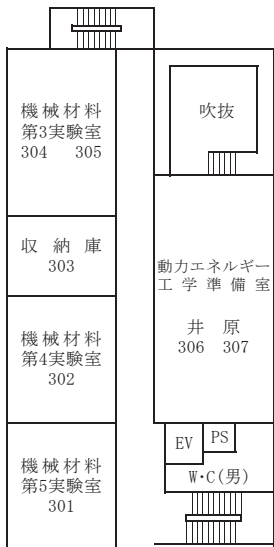 機械材料
第3実験室
304 305
吹抜
収納庫
303
動力エネルギー
工学準備室
井原
306 307
機械材料
第4実験室
302
EV
PS
W・C(男)
機械材料
第5実験室
301